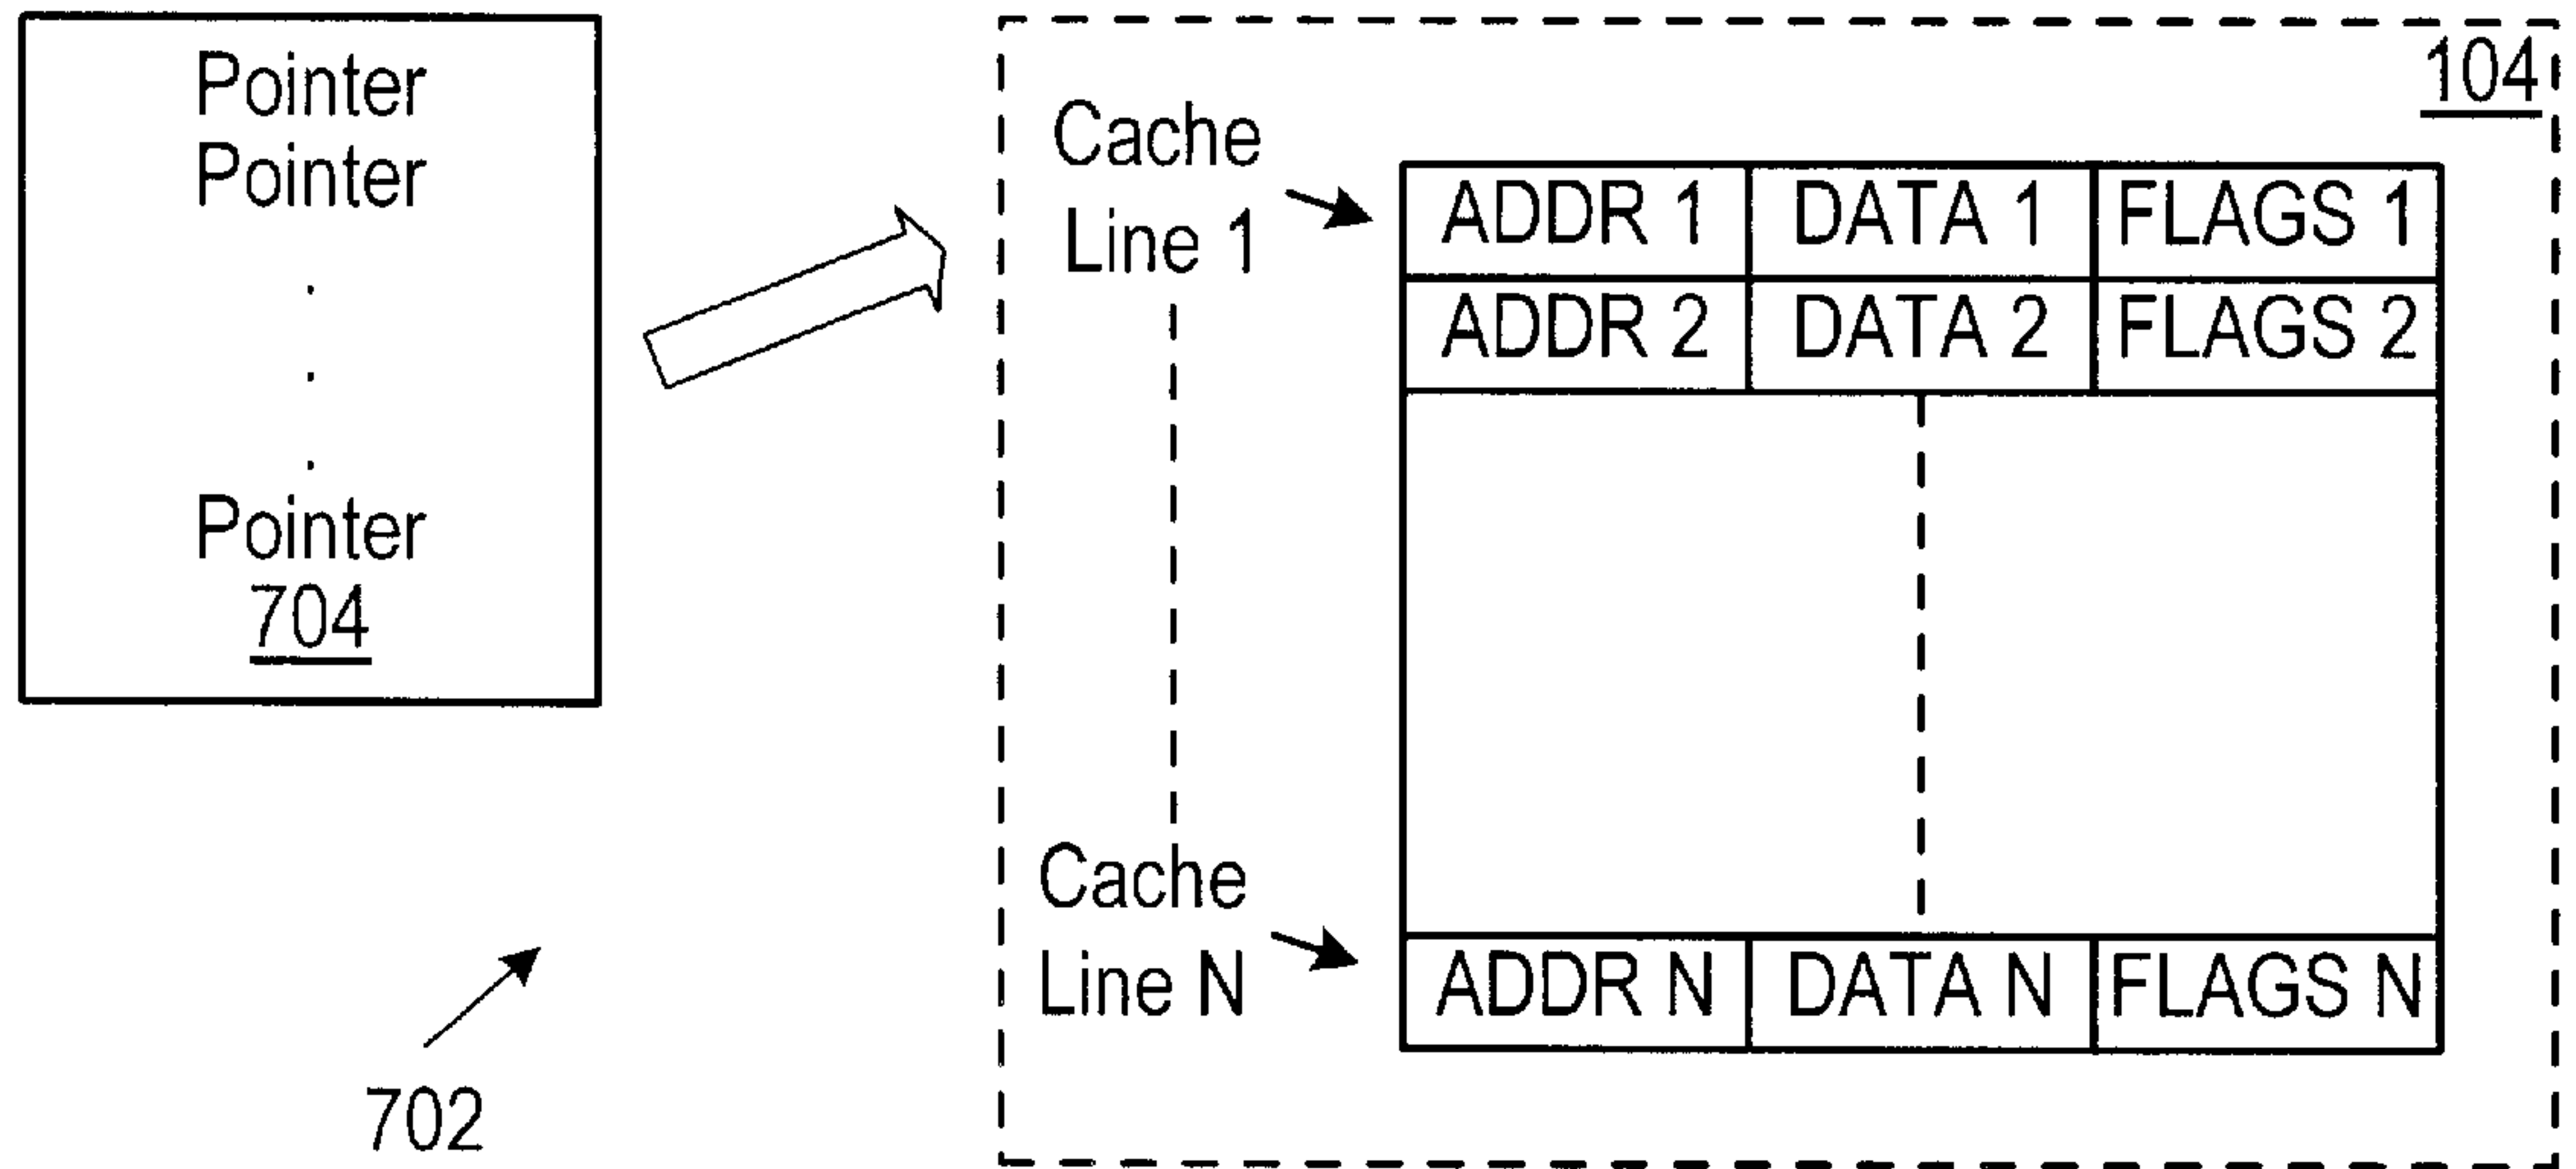 Pointer
Pointer
.
.
.
Pointer
704
702
104
Cache
Line 1
ADDR 1 DATA 1 FLAGS 1
ADDR 2 DATA 2 FLAGS 2
Cache
Line N
ADDR N DATA N FLAGS N